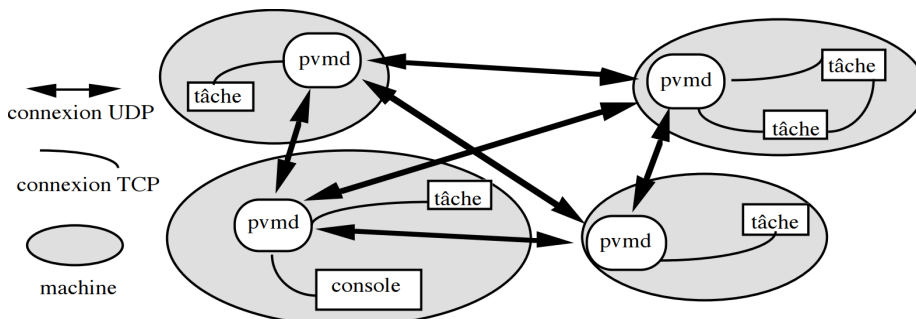 pvmd
tâche
connexion UDP
pvmd
tâche
tâche
connexion TCP
pvmd
tâche
console
pvmd
tâche
machine